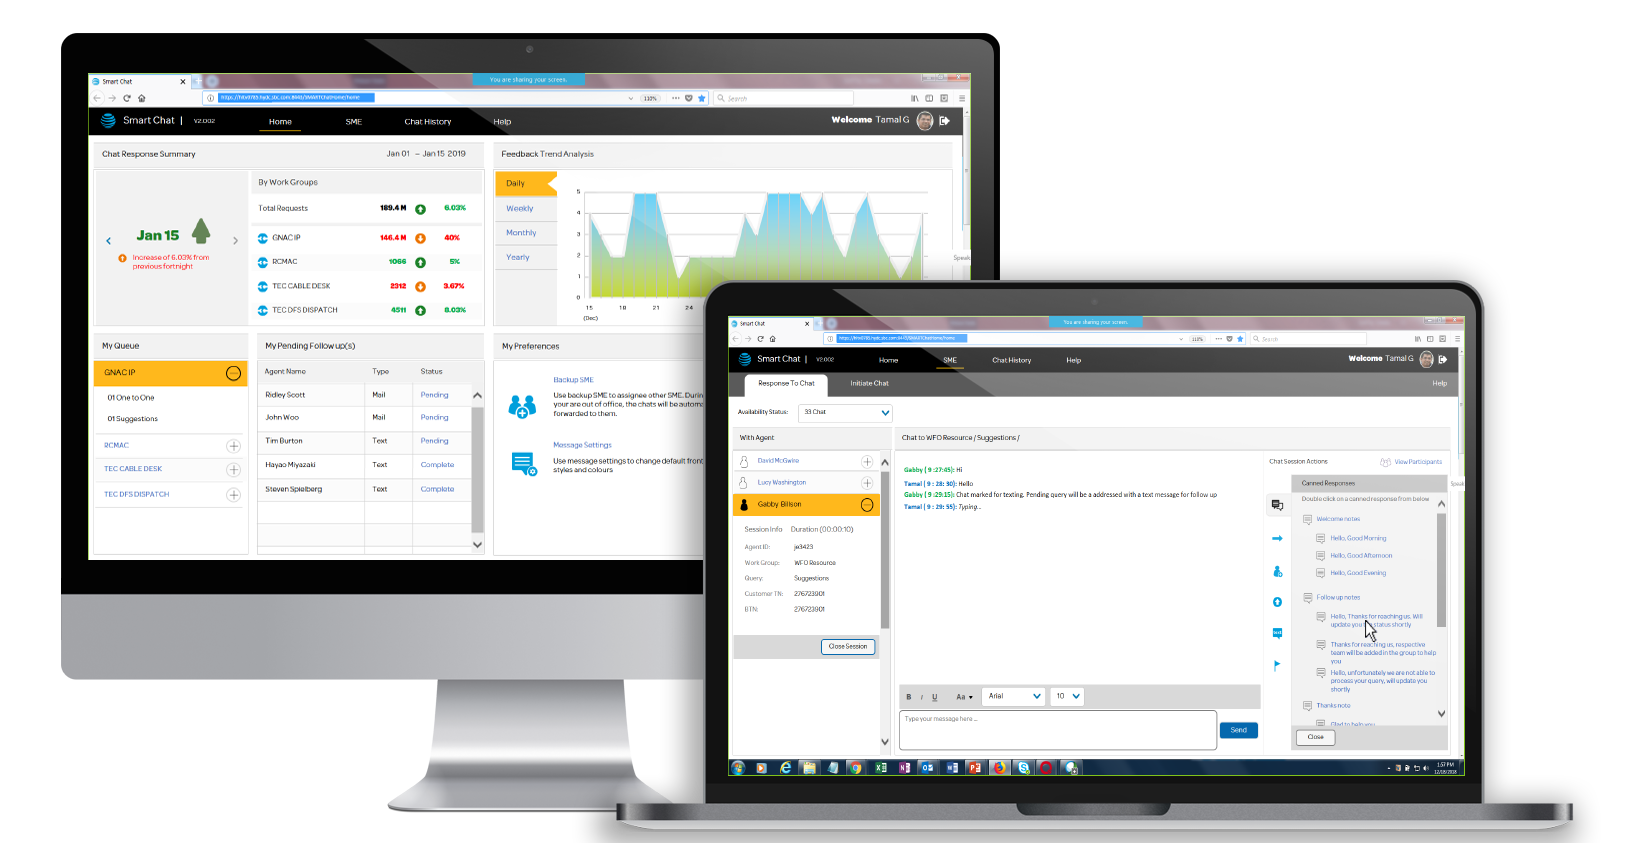 Smart Chat
You are sharing your screen.
110%
Search
Smart Chat | V2.002
Home
SME
Chat History
Help
Welcome Tamal G
Chat Response Summary
Jan 01 – Jan 15 2019
Jan 15
Increase of 6.03% from
previous fortnight
By Work Groups
Total Requests 189.4 M 6.03%
GNAC IP 146.4 M 40%
RCMAC 1066 5%
TEC CABLE DESK 2312 3.67%
TEC DFS DISPATCH 4511 8.03%
Feedback Trend Analysis
Daily
Weekly
Monthly
Yearly
5
4
3
2
1
0
15 18 21 24
(Dec)
Speak
My Queue
GNAC IP
01 One to One
01 Suggestions
RCMAC
TEC CABLE DESK
TEC DFS DISPATCH
My Pending Follow up(s)
Agent Name Type Status
Ridley Scott Mail Pending
John Woo Mail Pending
Tim Burton Text Pending
Hayao Miyazaki Text Complete
Steven Spielberg Text Complete
My Preferences
Backup SME
Use backup SME to assignee other SME. Durin
your are out of office, the chats will be automa
forwarded to them.
Message Settings
Use message settings to change default front
styles and colours
Smart Chat
You are sharing your screen.
110%
Search
Smart Chat | V2.002
Home
SME
Chat History
Help
Welcome Tamal G
Response To Chat
Initiate Chat
Help
Availability Status: 33 Chat
With Agent
David McGwire
Lucy Washington
Gabby Billson
Session Info Duration (00:00:10)
Agent ID: je3423
Work Group: WFO Resource
Query: Suggestions
Customer TN: 276723901
BTN: 276723901
Close Session
Chat to WFO Resource / Suggestions /
Gabby ( 9 :27:45): Hi
Tamal ( 9 : 28: 30): Hello
Gabby ( 9 :29:15): Chat marked for texting. Pending query will be a addressed with a text message for follow up
Tamal ( 9 : 29: 55): Typing...
B I U Aa Arial 10
Type your message here ...
Send
Chat Session Actions
View Participants
Canned Responses
Speak
Double click on a canned response from below
Welcome notes
Hello, Good Morning
Hello, Good Afternoon
Hello, Good Evening
Follow up notes
Hello, Thanks for reaching us. Will
update you status shortly
Thanks for reaching us, respective
team will be added in the group to help
you
Hello, unfortunately we are not able to
process your query, will update you
shortly
Thanks note
Glad to help you
Close
text
1:57 PM
12/18/2018